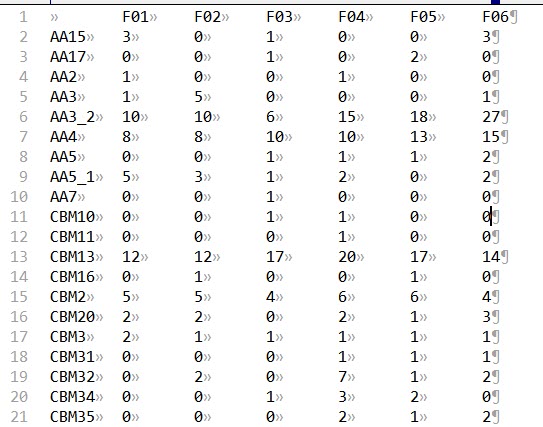 1 » F01» F02» F03» F04» F05» F06¶
2 AA15» 3» 0» 1» 0» 0» 3¶
3 AA17» 0» 0» 1» 0» 2» 0¶
4 AA2» 1» 0» 0» 1» 0» 0¶
5 AA3» 1» 5» 0» 0» 0» 1¶
6 AA3_2» 10» 10» 6» 15» 18» 27¶
7 AA4» 8» 8» 10» 10» 13» 15¶
8 AA5» 0» 0» 1» 1» 1» 2¶
9 AA5_1» 5» 3» 1» 2» 0» 2¶
10 AA7» 0» 0» 1» 0» 0» 0¶
11 CBM10» 0» 0» 1» 1» 0» 0¶
12 CBM11» 0» 0» 0» 1» 0» 0¶
13 CBM13» 12» 12» 17» 20» 17» 14¶
14 CBM16» 0» 1» 0» 0» 1» 0¶
15 CBM2» 5» 5» 4» 6» 6» 4¶
16 CBM20» 2» 2» 0» 2» 1» 3¶
17 CBM3» 2» 1» 1» 1» 1» 1¶
18 CBM31» 0» 0» 0» 1» 1» 1¶
19 CBM32» 0» 2» 0» 7» 1» 2¶
20 CBM34» 0» 0» 1» 3» 2» 0¶
21 CBM35» 0» 0» 0» 2» 1» 2¶